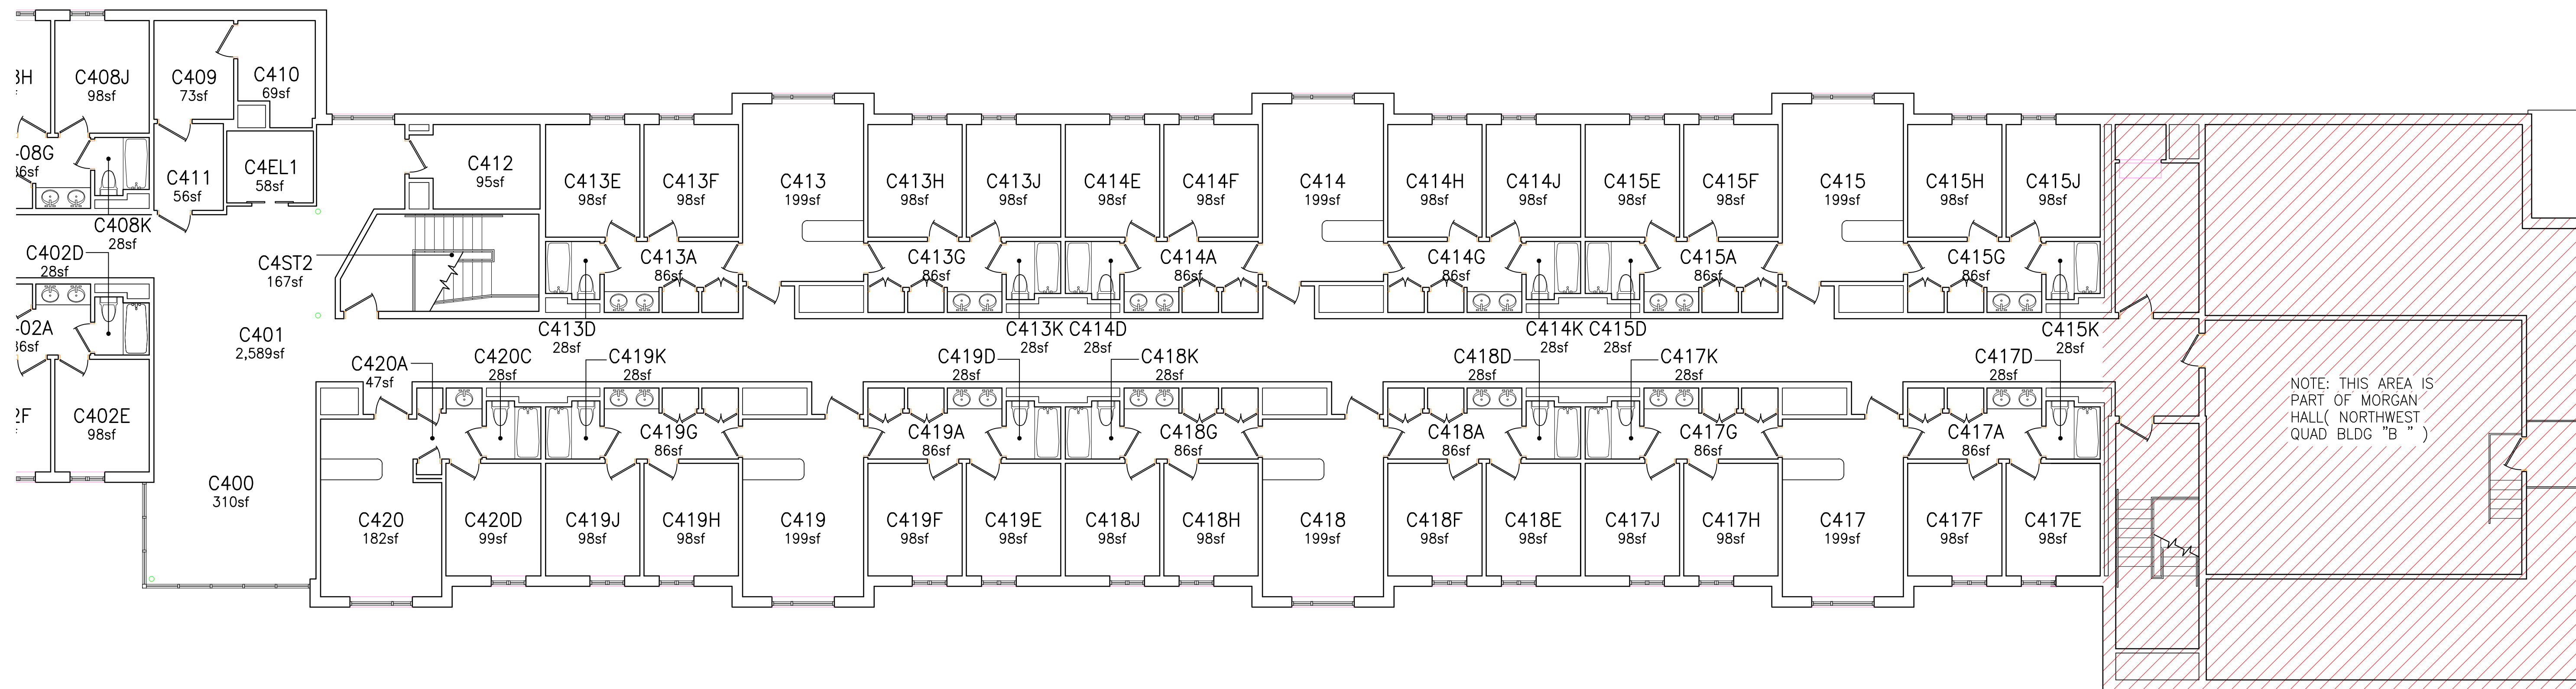 C408J
98sf
C409
73sf
C410
69sf
C411
56sf
C4EL1
58sf
C408K
28sf
C402D
28sf
C402E
98sf
C4ST2
167sf
C401
2,589sf
C400
310sf
C412
95sf
C413E
98sf
C413F
98sf
C413
199sf
C413H
98sf
C413J
98sf
C414E
98sf
C414F
98sf
C414
199sf
C414H
98sf
C414J
98sf
C415E
98sf
C415F
98sf
C415
199sf
C415H
98sf
C415J
98sf
C413A
86sf
C413G
86sf
C414A
86sf
C414G
86sf
C415A
86sf
C415G
86sf
C413D
28sf
C413K
28sf
C414D
28sf
C414K
28sf
C415D
28sf
C415K
28sf
C420A
47sf
C420C
28sf
C419K
28sf
C419D
28sf
C418K
28sf
C418D
28sf
C417K
28sf
C417D
28sf
C419G
86sf
C419A
86sf
C418G
86sf
C418A
86sf
C417G
86sf
C417A
86sf
C420
182sf
C420D
99sf
C419J
98sf
C419H
98sf
C419
199sf
C419F
98sf
C419E
98sf
C418J
98sf
C418H
98sf
C418
199sf
C418F
98sf
C418E
98sf
C417J
98sf
C417H
98sf
C417
199sf
C417F
98sf
C417E
98sf
NOTE: THIS AREA IS
PART OF MORGAN
HALL( NORTHWEST
QUAD BLDG "B " )